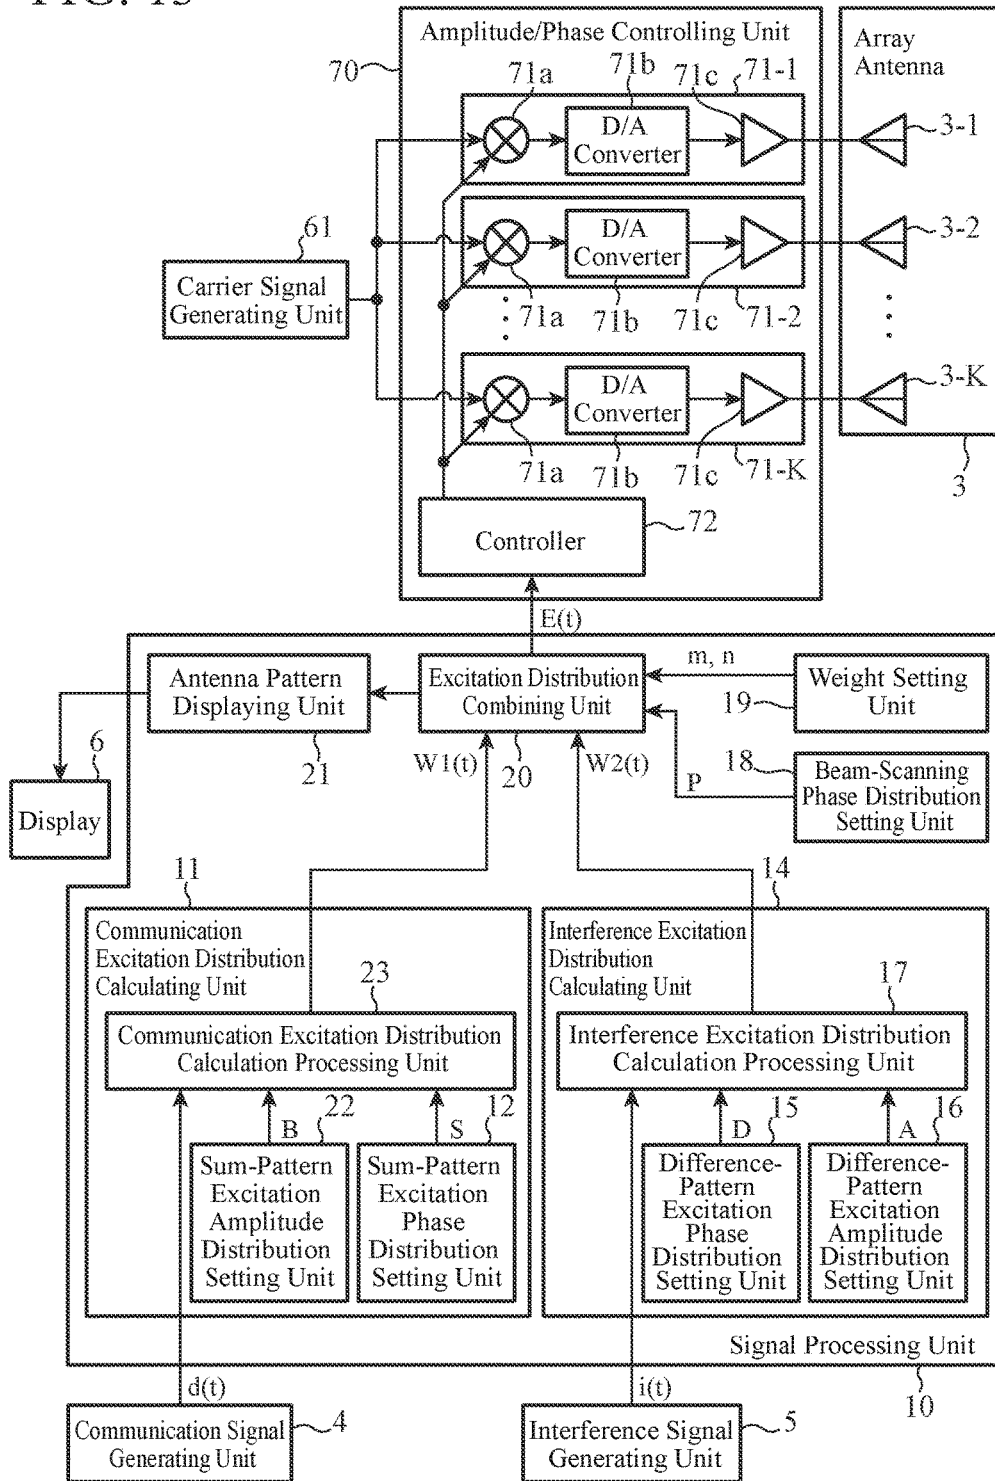 Amplitude/Phase Controlling Unit
Array
Antenna
70
71a
71b
71c
71-1
D/A
Converter
3-1
61
D/A
Converter
3-2
Carrier Signal
Generating Unit
71a
71b
71c
71-2
D/A
Converter
3-K
71a
71b
71c
71-K
3
72
Controller
E(t)
m, n
Antenna Pattern
Displaying Unit
Excitation Distribution
Combining Unit
Weight Setting
Unit
19
6
21
W1(t)
20
W2(t)
18
P
Beam-Scanning
Phase Distribution
Setting Unit
Display
11
14
Communication
Excitation Distribution
Calculating Unit
Interference Excitation
Distribution
Calculating Unit
23
17
Communication Excitation Distribution
Calculation Processing Unit
Interference Excitation Distribution
Calculation Processing Unit
B
22
S
12
D
15
A
16
Sum-Pattern
Excitation
Amplitude
Distribution
Setting Unit
Sum-Pattern
Excitation
Phase
Distribution
Setting Unit
Difference-
Pattern
Excitation
Phase
Distribution
Setting Unit
Difference-
Pattern
Excitation
Amplitude
Distribution
Setting Unit
Signal Processing Unit
d(t)
i(t)
10
Communication Signal
Generating Unit
4
Interference Signal
Generating Unit
5